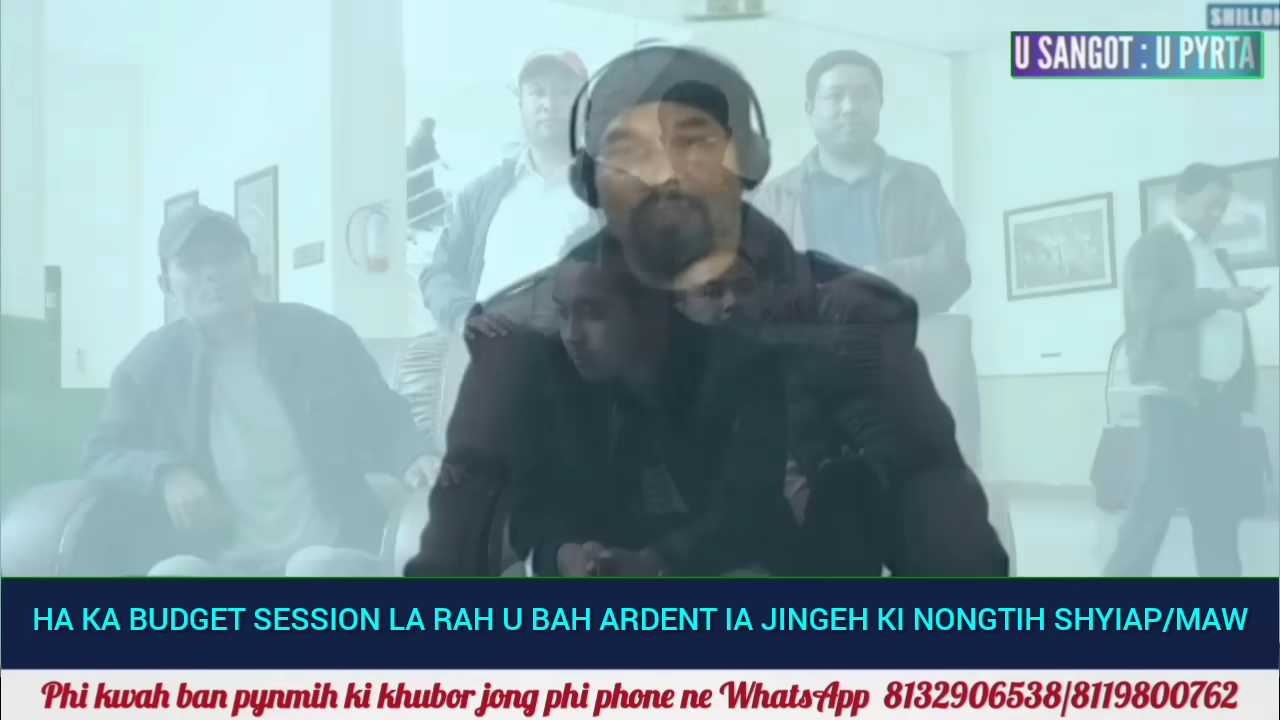 U SANGOT : U PYRTA
HA KA BUDGET SESSION LA RAH U BAH ARDENT IA JINGEH KI NONGTIH SHYIAP/MAW
Phi kwah ban pynmih ki khubor jong phi phone ne WhatsApp 8132906538/8119800762